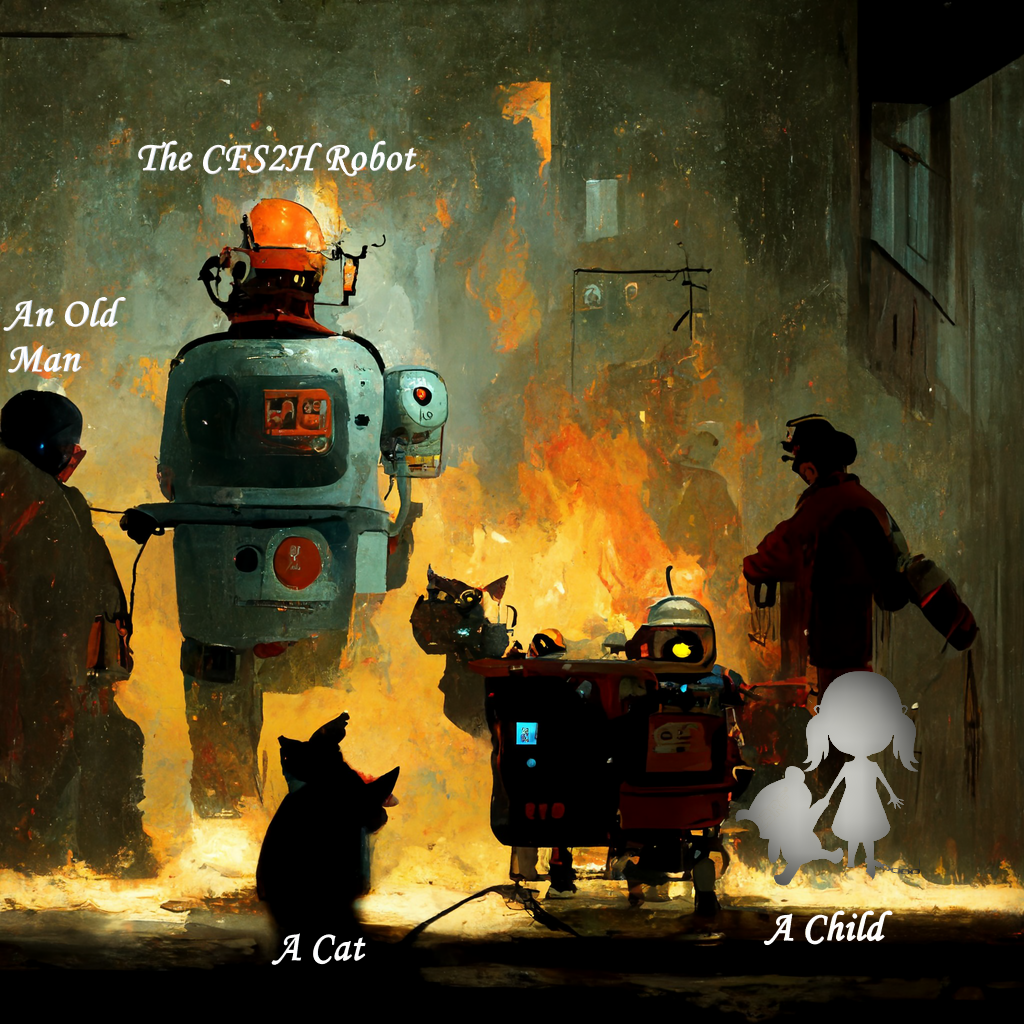 The CFS2H Robot
An Old
Man
A Cat
A Child